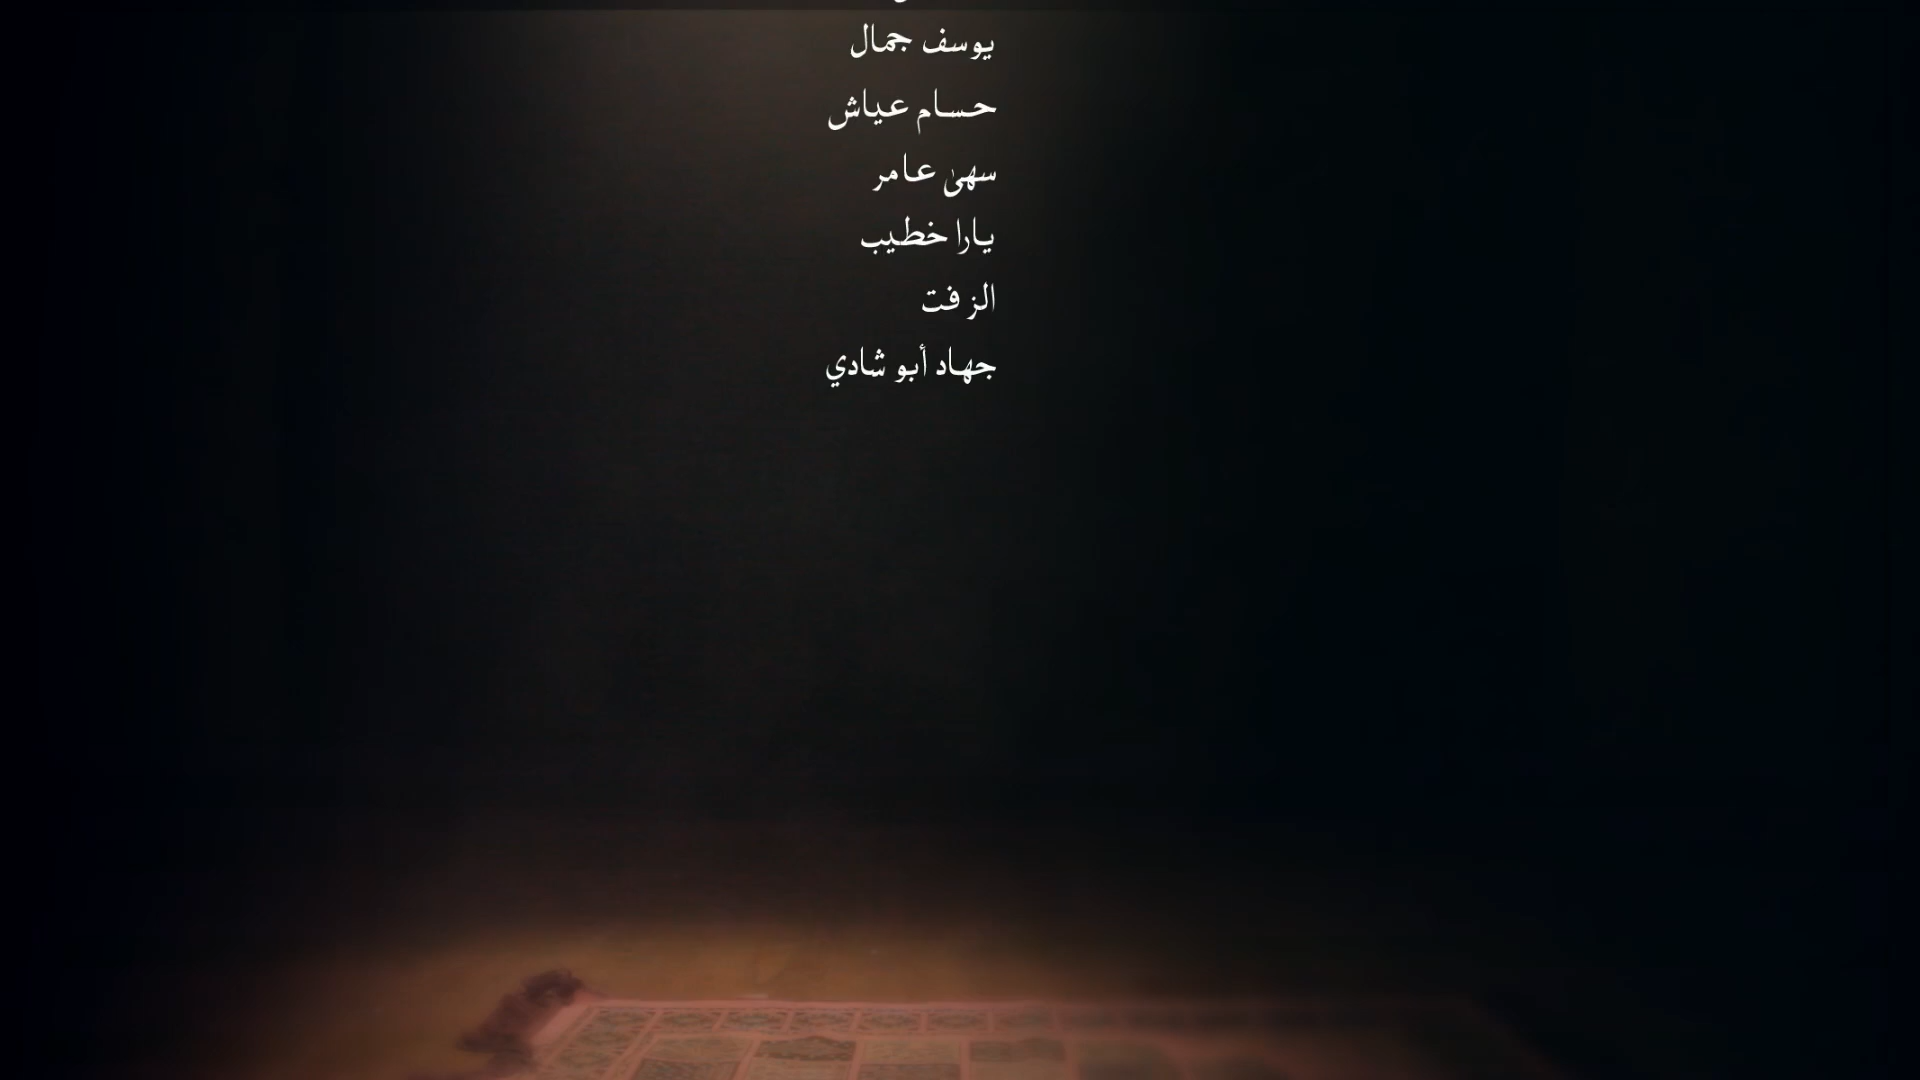 يوسف جمال
حسام عياش
سهى عامر
يارا خطيب
الزفت
جهاد أبو شادي